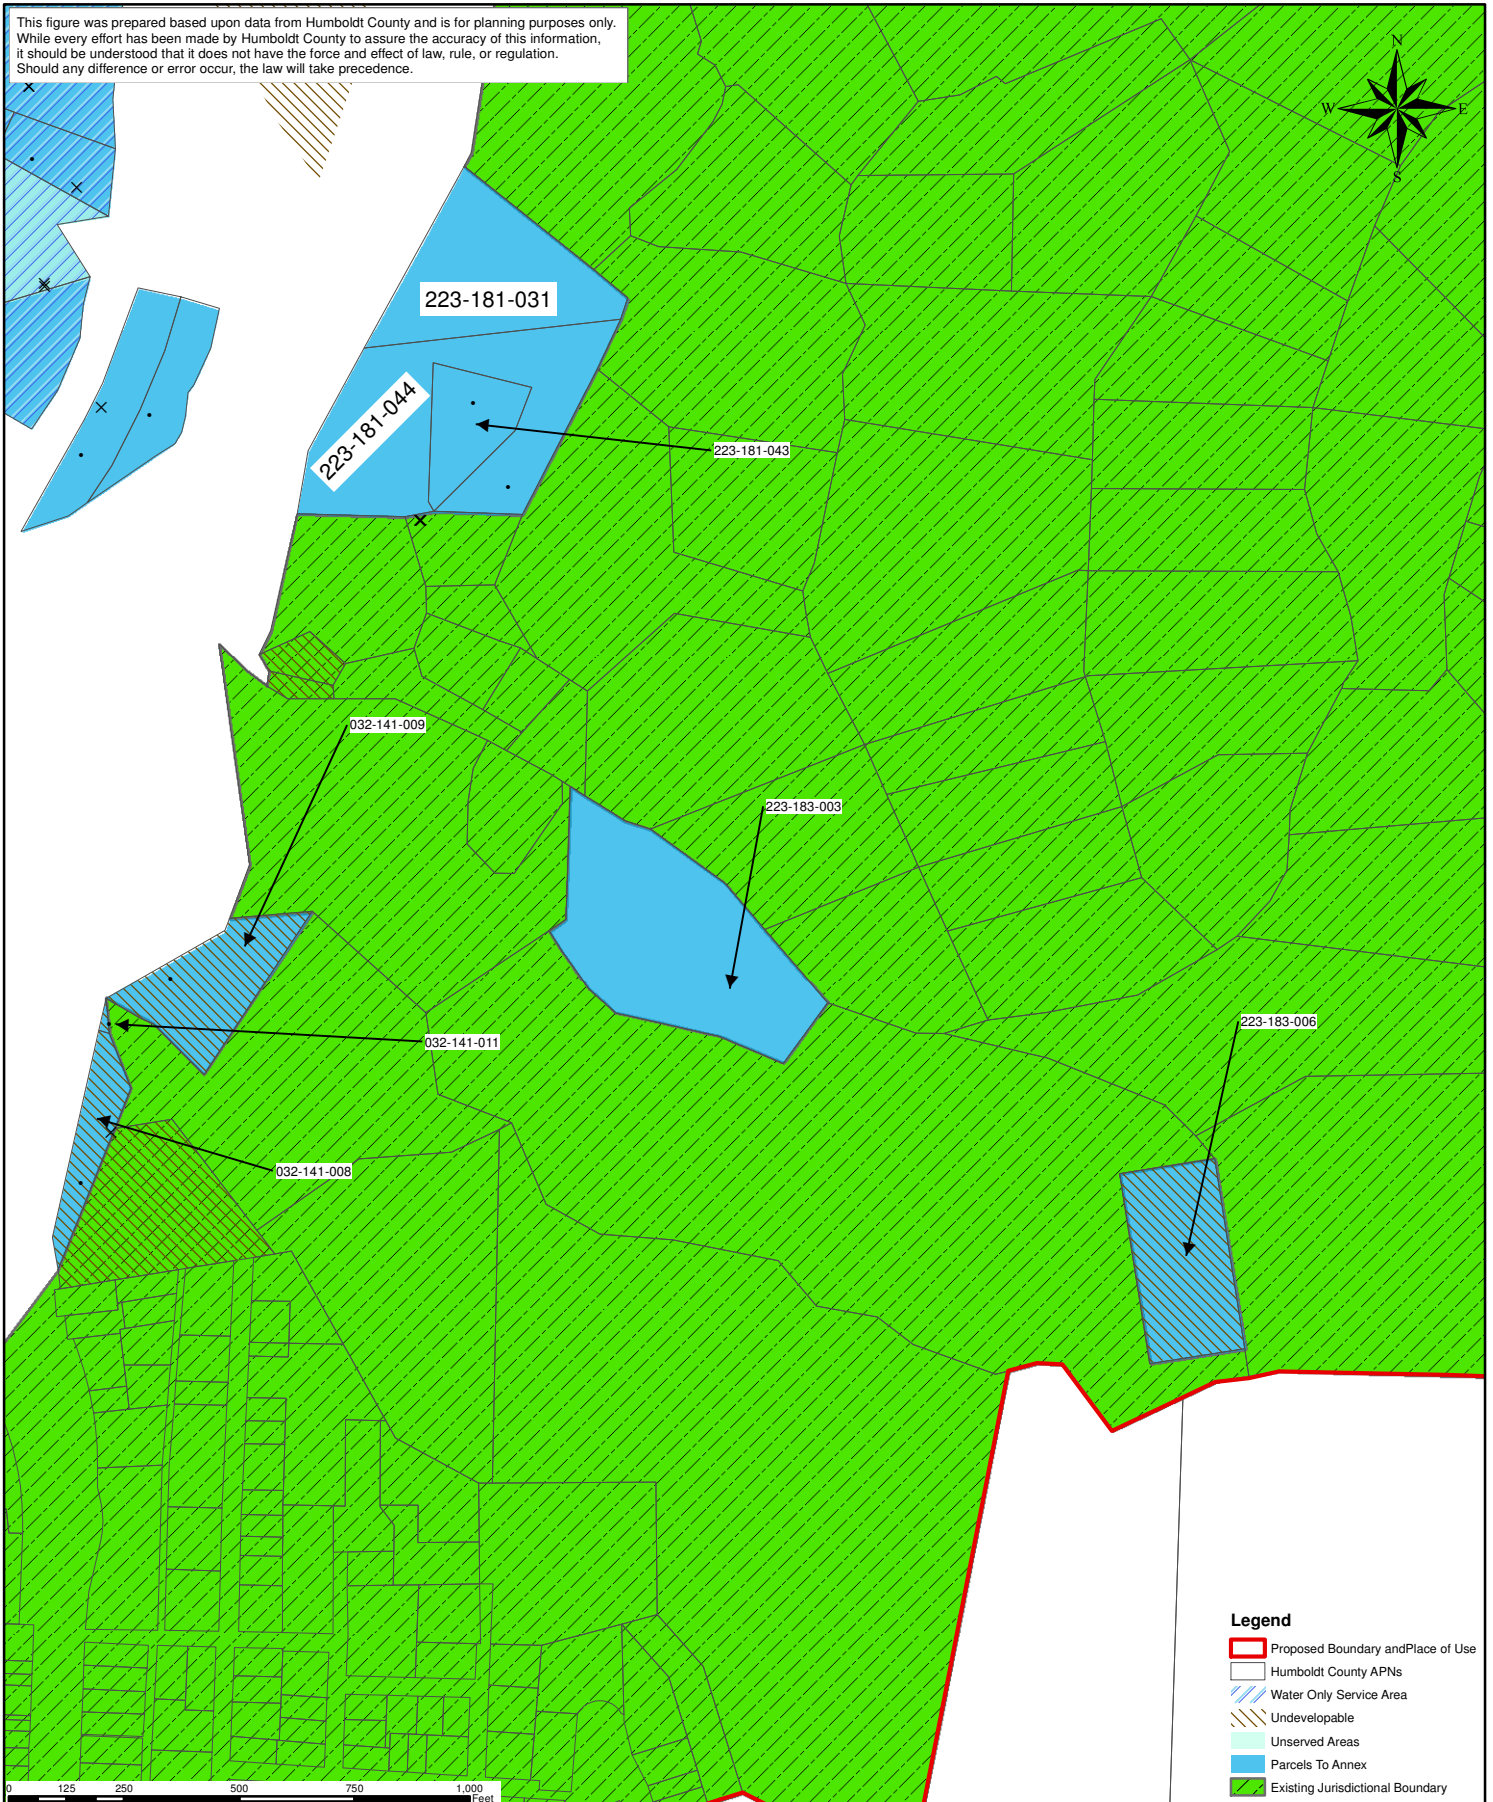 This figure was prepared based upon data from Humboldt County and is for planning purposes only.
While every effort has been made by Humboldt County to assure the accuracy of this information,
it should be understood that it does not have the force and effect of law, rule, or regulation.
Should any difference or error occur, the law will take precedence.
N
W E
S
223-181-031
223-181-044
223-181-043
032-141-009
223-183-003
223-183-006
032-141-011
032-141-008
Legend
Proposed Boundary andPlace of Use
Humboldt County APNs
Water Only Service Area
Undevelopable
Unserved Areas
Parcels To Annex
Existing Jurisdictional Boundary
0 125 250 500 750 1,000
Feet